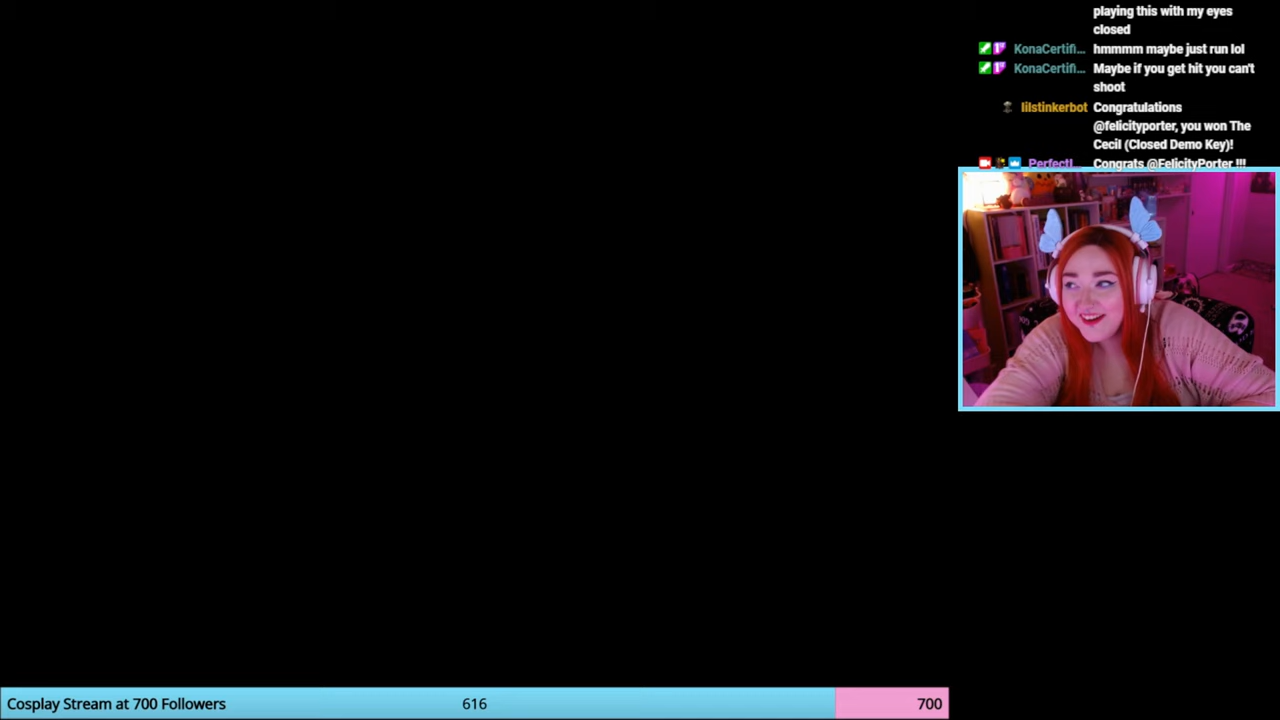 playing this with my eyes
closed
KonaCertifi... hmmmm maybe just run lol
KonaCertifi... Maybe if you get hit you can't
shoot
lilstinkerbot Congratulations
@felicityporter, you won The
Cecil (Closed Demo Key)!
PerfectI... Congrats @FelicityPorter !!!
Cosplay Stream at 700 Followers 616 700